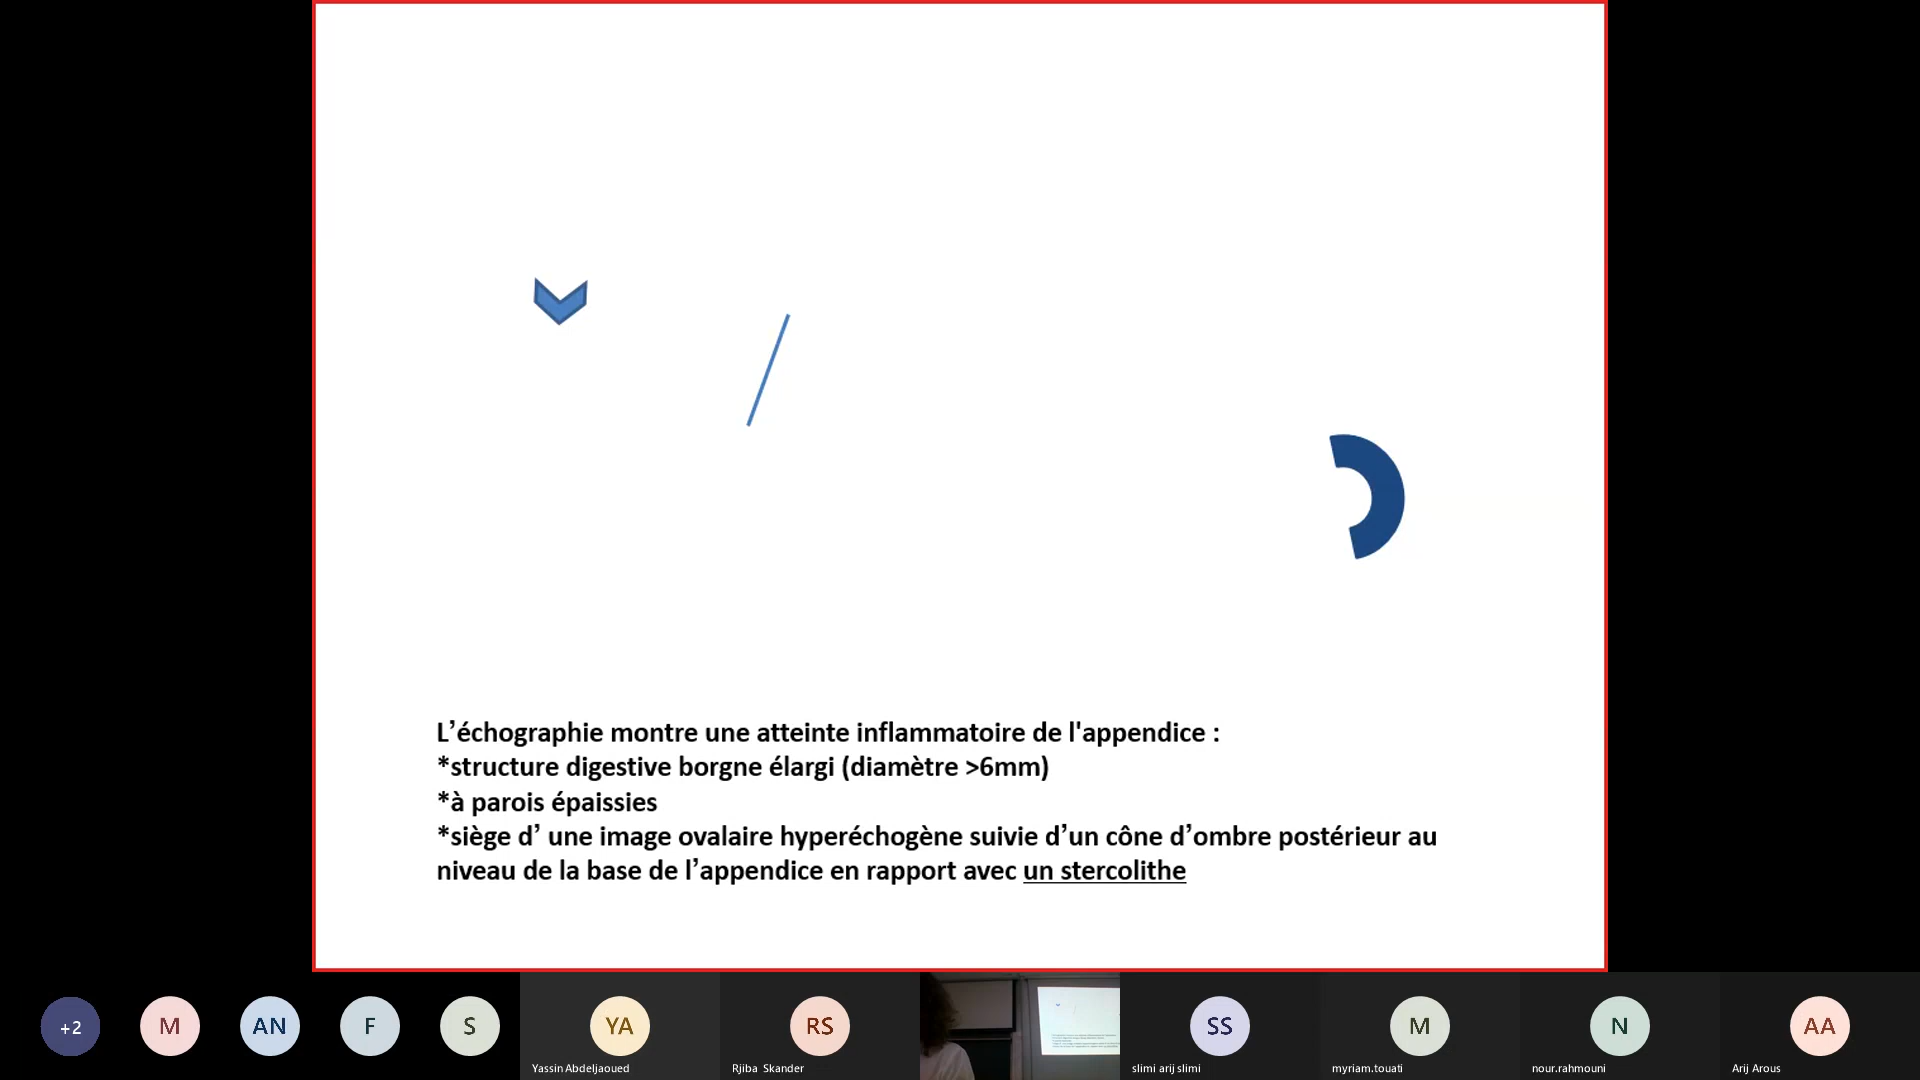 L’échographie montre une atteinte inflammatoire de l'appendice :
*structure digestive borgne élargi (diamètre >6mm)
*à parois épaissies
*siège d’ une image ovalaire hyperéchogène suivie d’un cône d’ombre postérieur au
niveau de la base de l’appendice en rapport avec un stercolithe
+2
M
AN
F
S
YA
RS
SS
M
N
AA
Yassin Abdeljaoued
Rjiba Skander
slimi arij slimi
myriam.touati
nour.rahmouni
Arij Arous